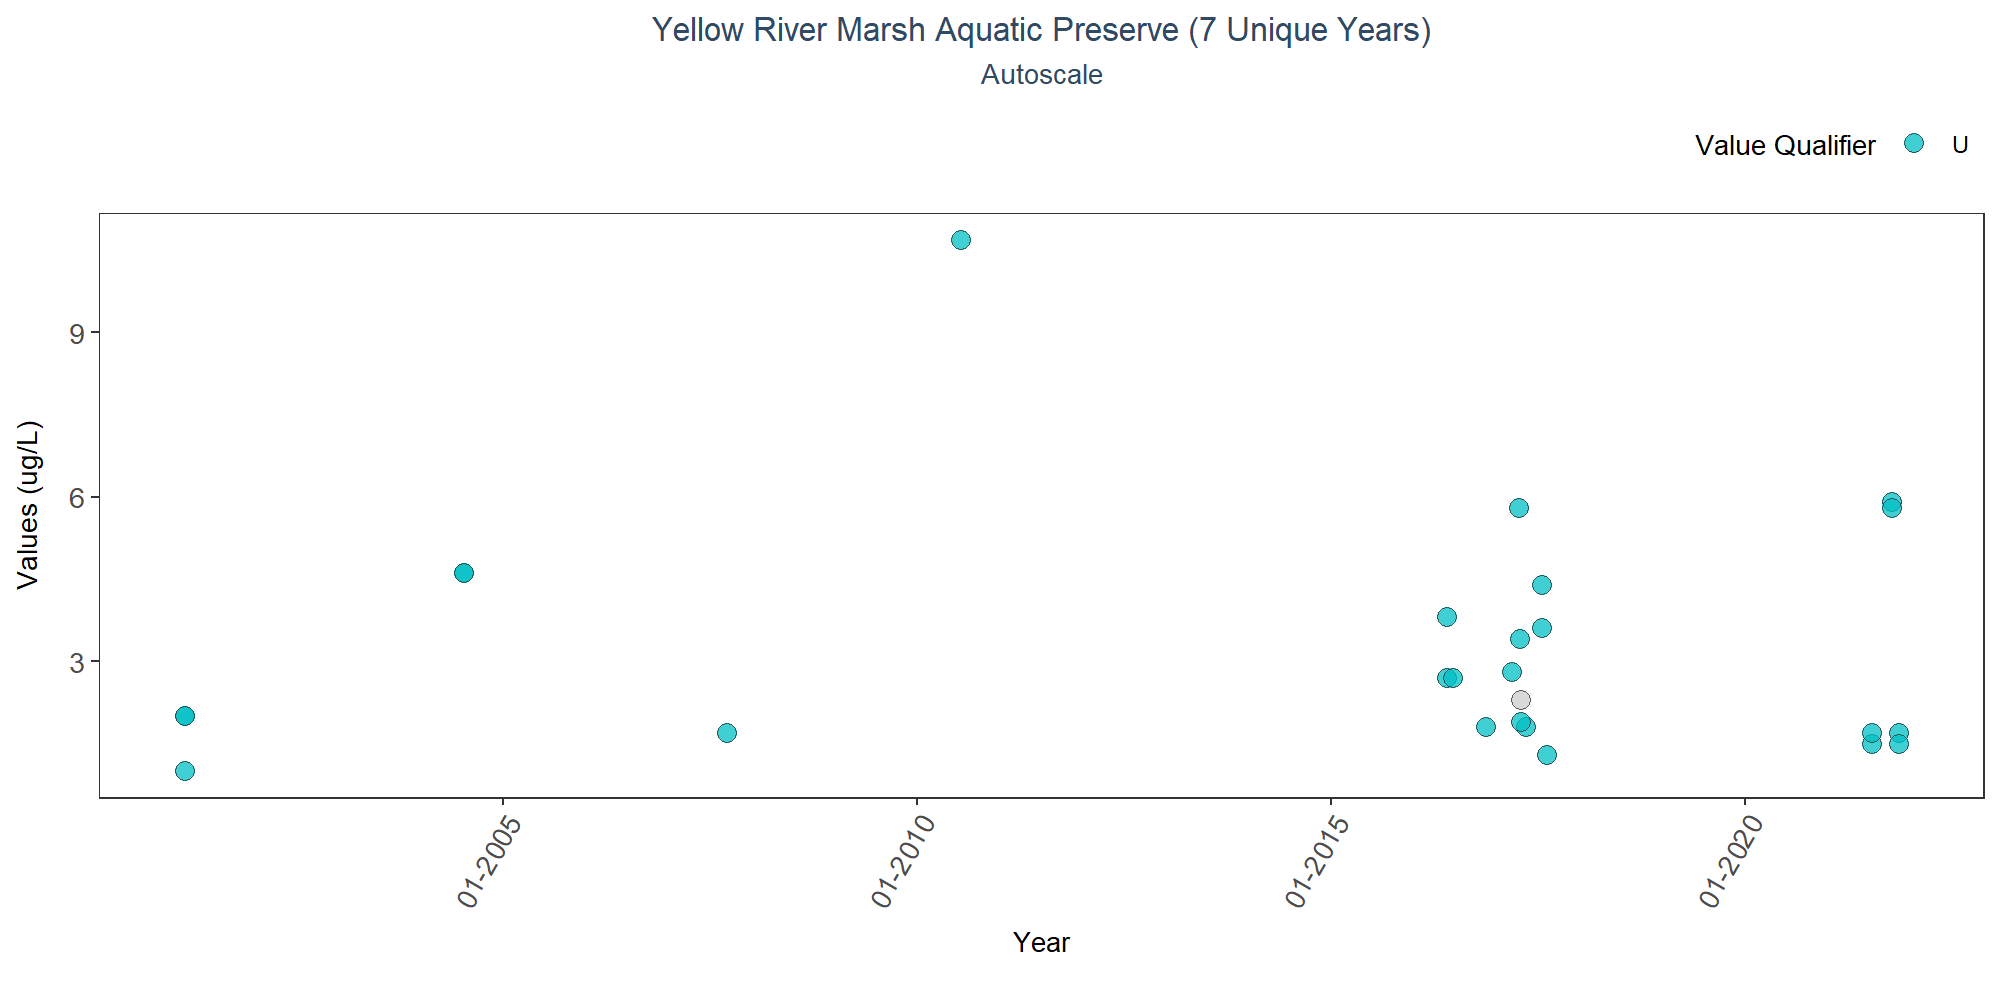 Yellow River Marsh Aquatic Preserve (7 Unique Years)
Autoscale
Value Qualifier U
Values (ug/L)
9
6
3
01-2005
01-2010
01-2015
01-2020
Year